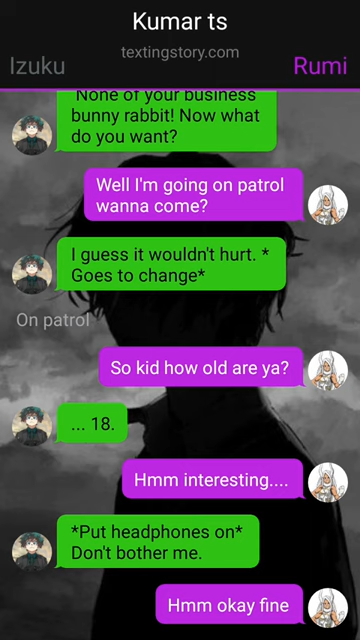 Kumar ts
textingstory.com
Izuku
Rumi
None of your business
bunny rabbit! Now what
do you want?
Well I'm going on patrol
wanna come?
I guess it wouldn't hurt. *
Goes to change*
On patrol
So kid how old are ya?
... 18.
Hmm interesting....
*Put headphones on*
Don't bother me.
Hmm okay fine